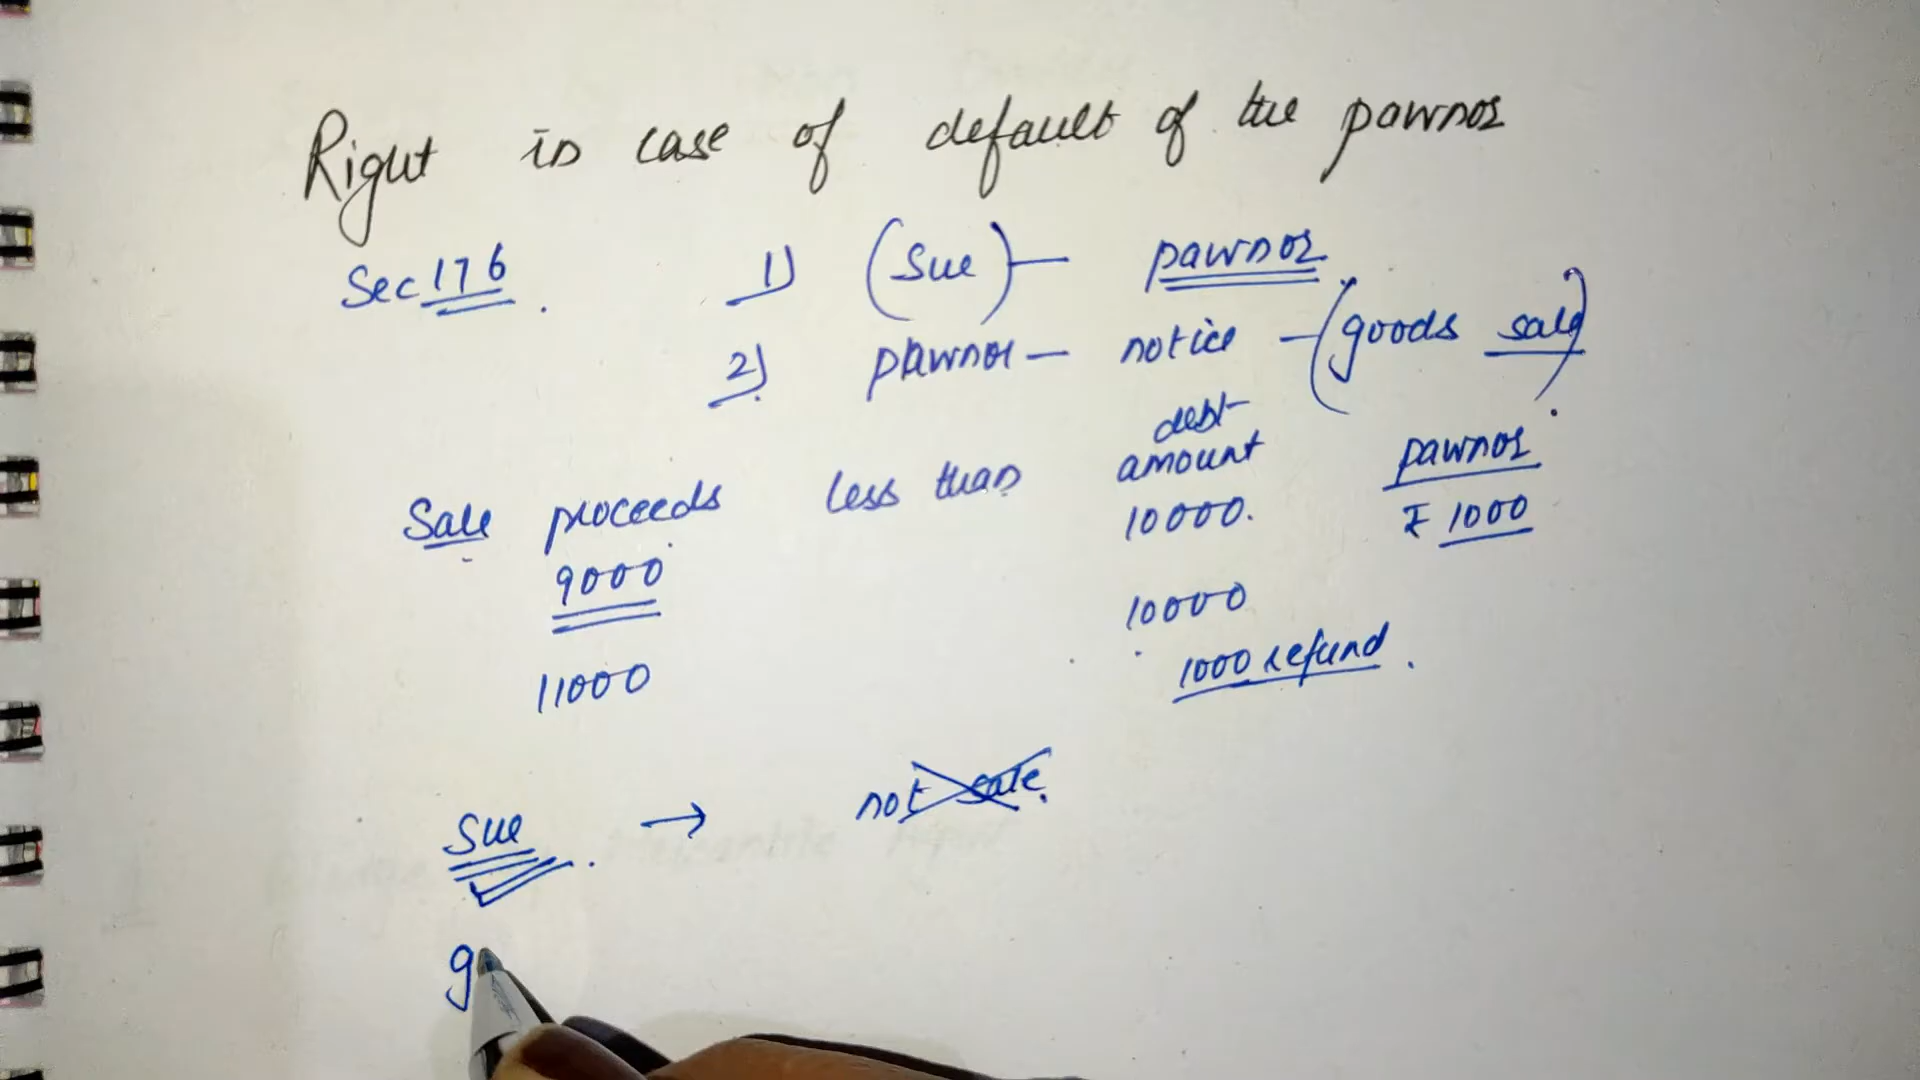 Right in case of default of the pawnor
Sec 176 . 1) (Sue) — pawnor
2) pawnor — notice — (goods sale)
debt
Sale proceeds less than amount pawnor
9000 10000. ₹ 1000
11000 10000
1000 refund .
Sue . → not sale.
g